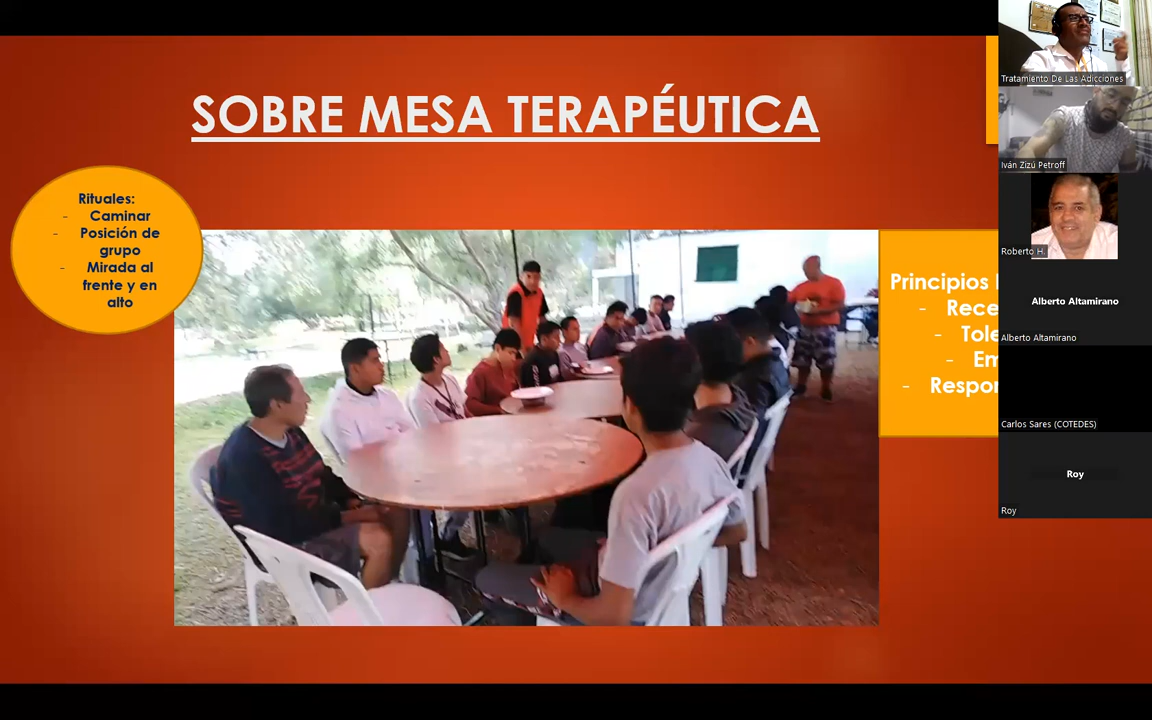 SOBRE MESA TERAPÉUTICA
Rituales:
- Caminar
- Posición de
grupo
- Mirada al
frente y en
alto
Principios
- Rece
- Tole
- Em
- Respon
Tratamiento De Las Adicciones
Iván Zizú Petroff
Roberto H.
Alberto Altamirano
Alberto Altamirano
Carlos Sares (COTEDES)
Roy
Roy